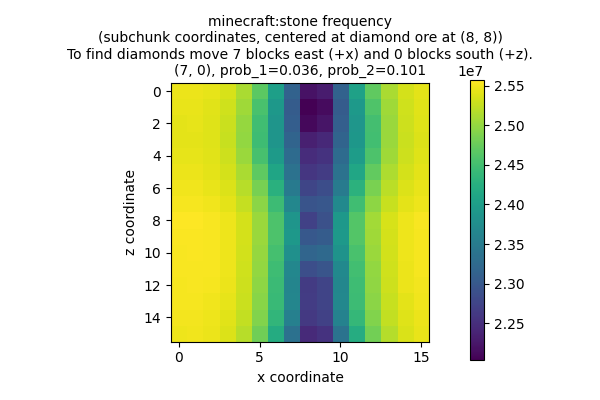 minecraft:stone frequency
(subchunk coordinates, centered at diamond ore at (8, 8))
To find diamonds move 7 blocks east (+x) and 0 blocks south (+z).
(7, 0), prob_1=0.036, prob_2=0.101
1e7
0
2
4
6
8
10
12
14
z coordinate
0
5
10
15
x coordinate
2.55
2.50
2.45
2.40
2.35
2.30
2.25